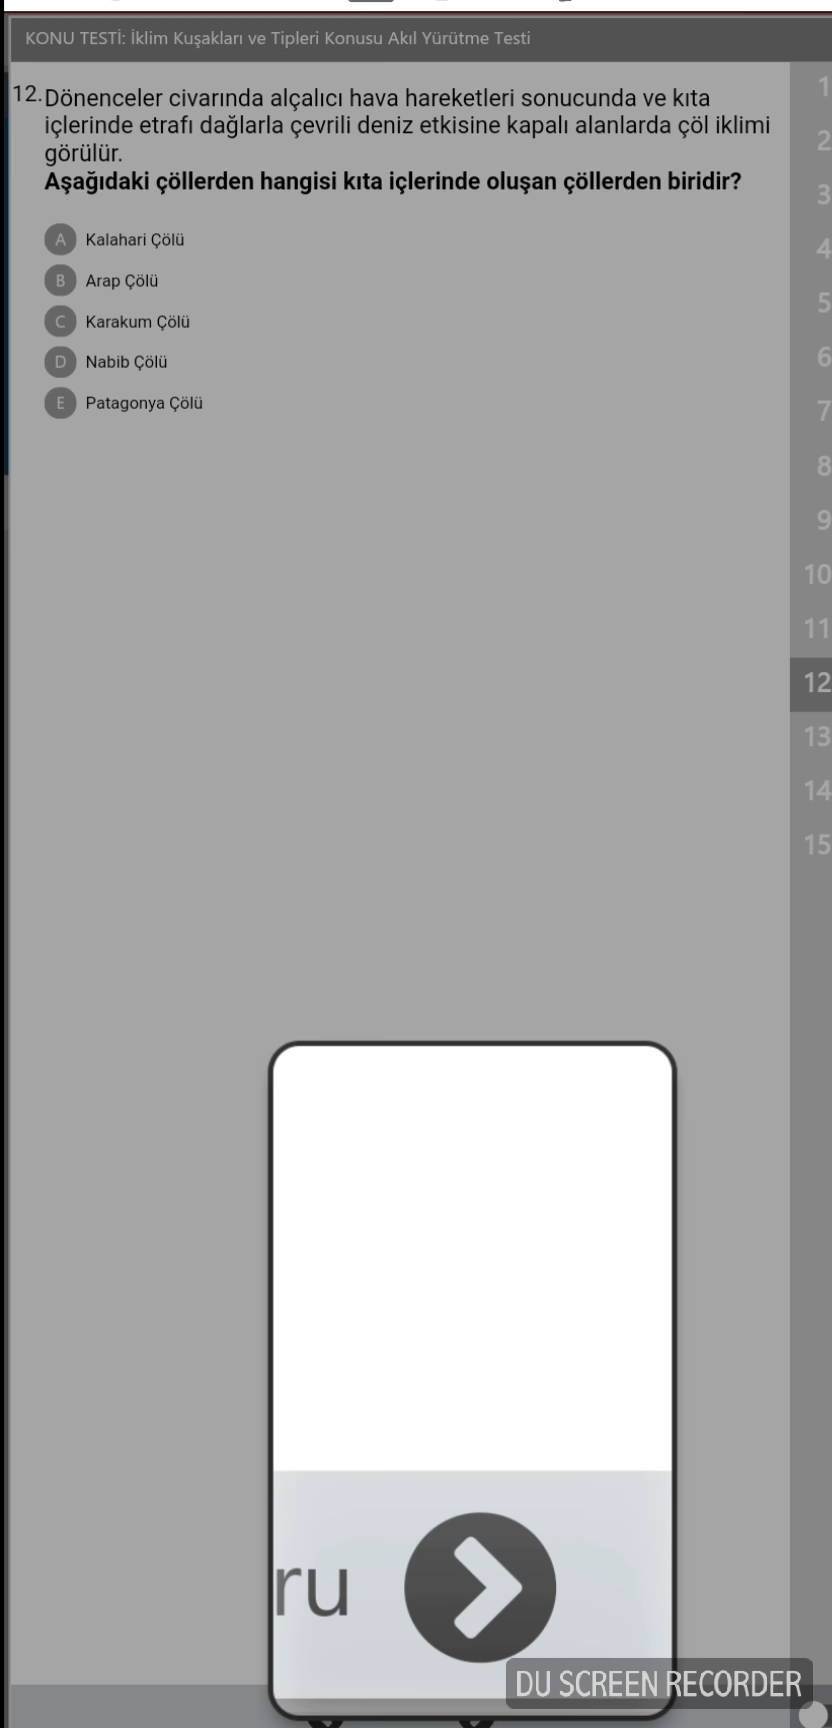 KONU TESTİ: İklim Kuşakları ve Tipleri Konusu Akıl Yürütme Testi
12. Dönenceler civarında alçalıcı hava hareketleri sonucunda ve kıta
içlerinde etrafı dağlarla çevrili deniz etkisine kapalı alanlarda çöl iklimi
görülür.
Aşağıdaki çöllerden hangisi kıta içlerinde oluşan çöllerden biridir?
A Kalahari Çölü
B Arap Çölü
C Karakum Çölü
D Nabib Çölü
E Patagonya Çölü
1
2
3
4
5
6
7
8
9
10
11
12
13
14
15
ru
DU SCREEN RECORDER